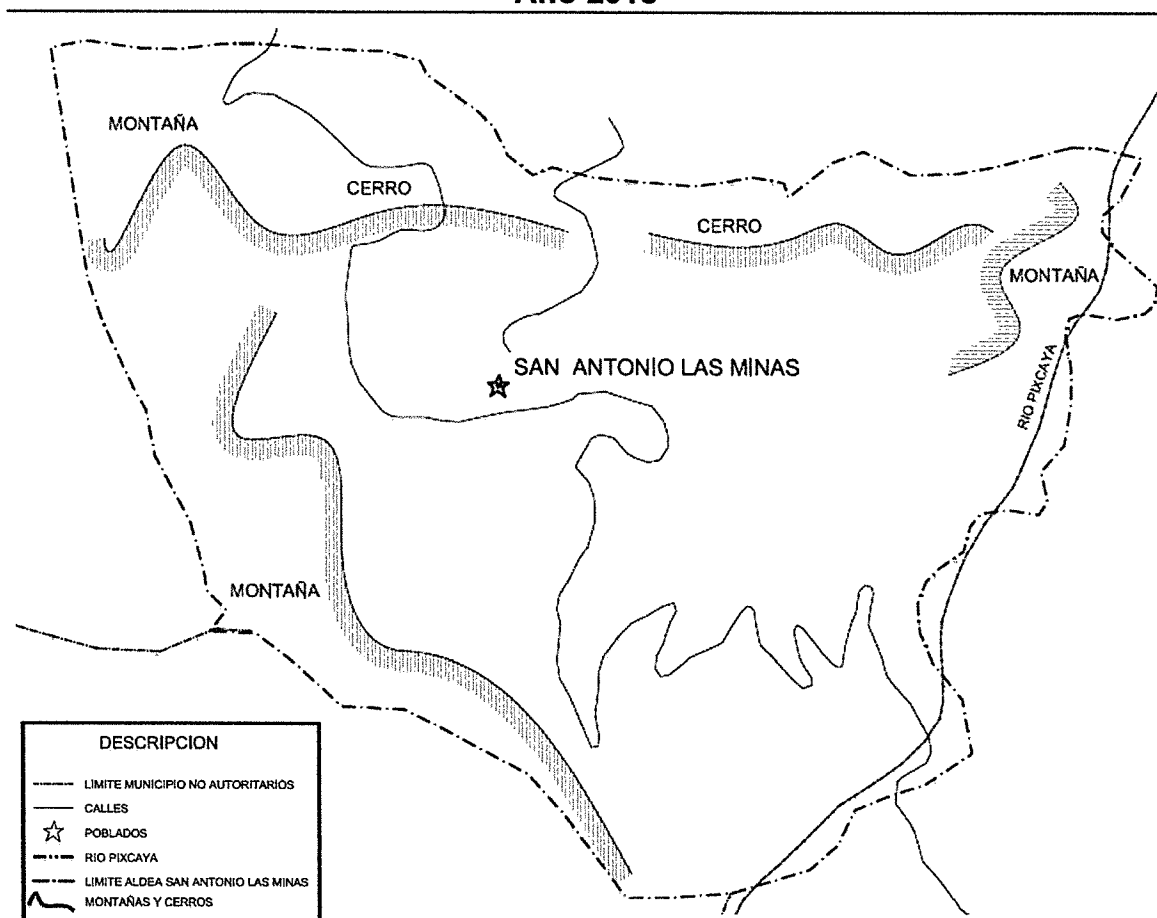 MONTAÑA
CERRO
CERRO
MONTAÑA
SAN ANTONIO LAS MINAS
RIO PIXCAYA
MONTAÑA
DESCRIPCION
LIMITE MUNICIPIO NO AUTORITARIOS
CALLES
POBLADOS
RIO PIXCAYA
LIMITE ALDEA SAN ANTONIO LAS MINAS
MONTAÑAS Y CERROS